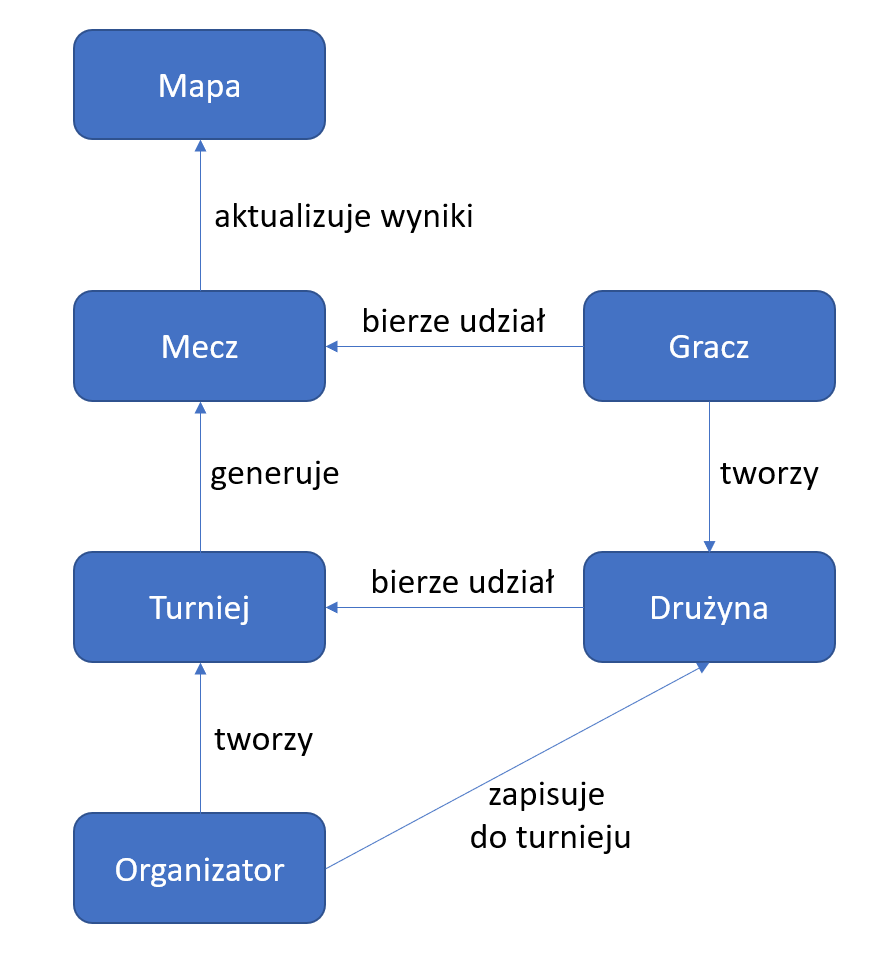 Mapa
aktualizuje wyniki
bierze udział
Mecz
Gracz
generuje
tworzy
bierze udział
Turniej
Drużyna
tworzy
zapisuje
do turnieju
Organizator